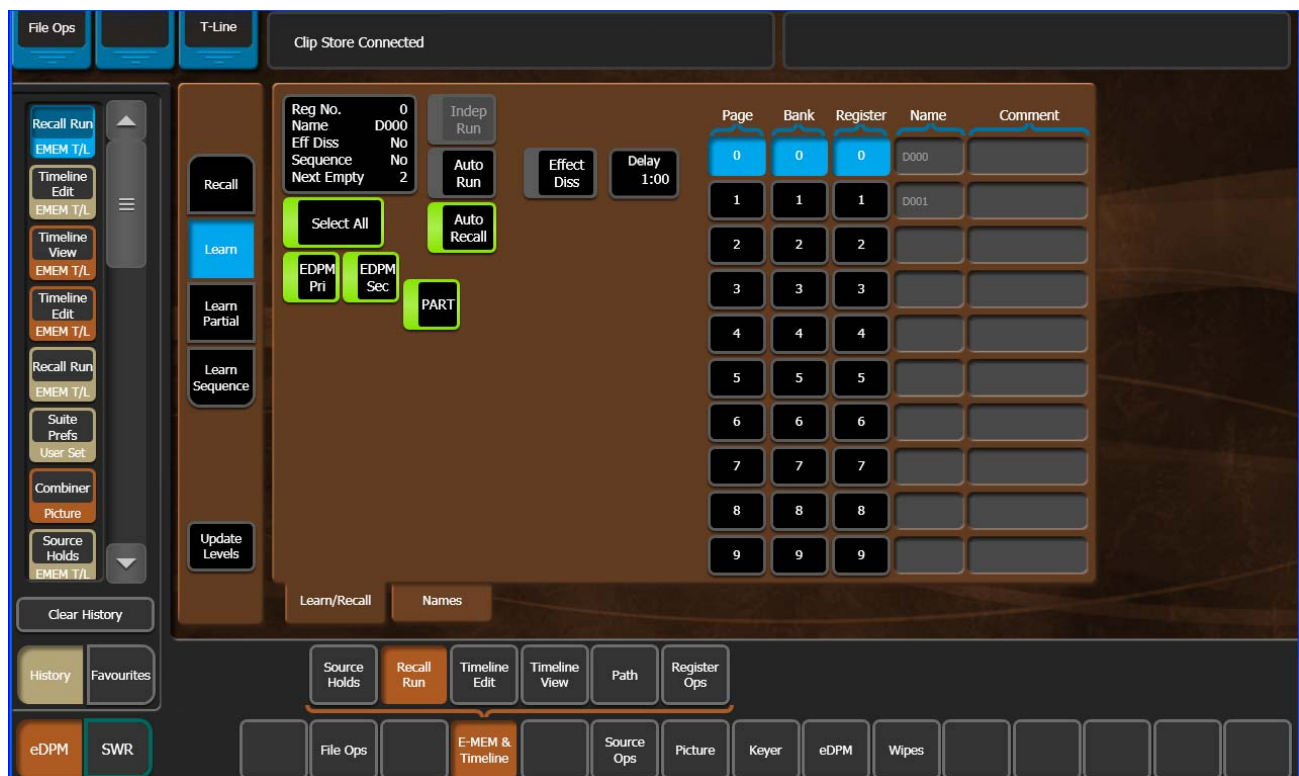 File Ops
T-Line
Clip Store Connected
Recall Run
EMEM T/L
Timeline
Edit
EMEM T/L
Timeline
View
EMEM T/L
Timeline
Edit
EMEM T/L
Recall Run
EMEM T/L
Suite
Prefs
User Set
Combiner
Picture
Source
Holds
EMEM T/L
Clear History
History
Favourites
eDPM
SWR
Recall
Learn
Learn
Partial
Learn
Sequence
Update
Levels
Reg No. 0
Name D000
Eff Diss No
Sequence No
Next Empty 2
Indep
Run
Auto
Run
Auto
Recall
Effect
Diss
Delay
1:00
Select All
EDPM
Pri
EDPM
Sec
PART
Page Bank Register Name Comment
0 0 0 D000
1 1 1 D001
2 2 2
3 3 3
4 4 4
5 5 5
6 6 6
7 7 7
8 8 8
9 9 9
Learn/Recall
Names
Source
Holds
Recall
Run
Timeline
Edit
Timeline
View
Path
Register
Ops
File Ops
E-MEM &
Timeline
Source
Ops
Picture
Keyer
eDPM
Wipes